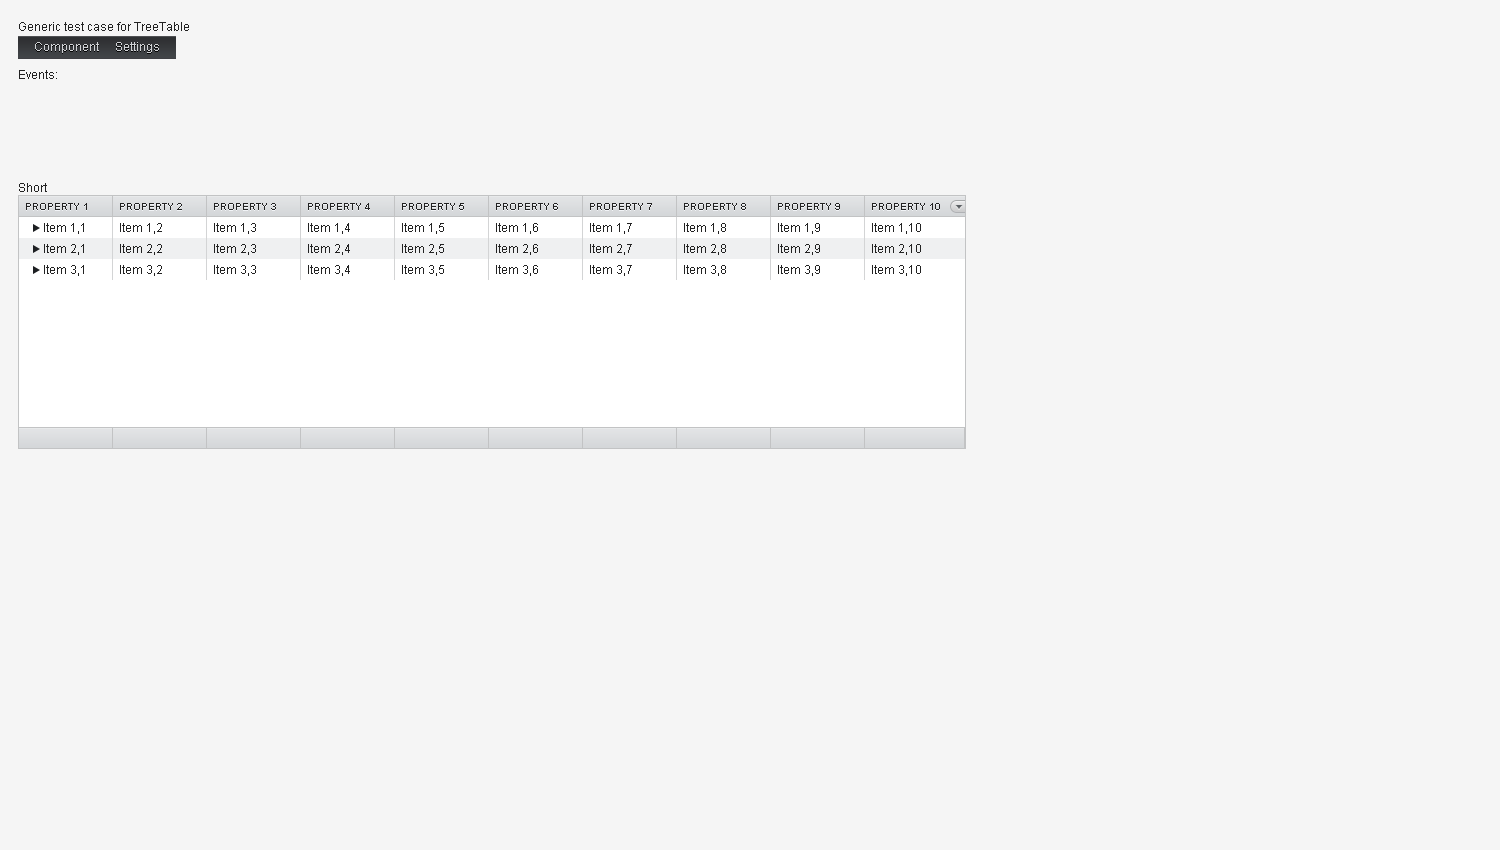 Generic test case for TreeTable
Component Settings
Events:
Short
PROPERTY 1 PROPERTY 2 PROPERTY 3 PROPERTY 4 PROPERTY 5 PROPERTY 6 PROPERTY 7 PROPERTY 8 PROPERTY 9 PROPERTY 10
Item 1,1 Item 1,2 Item 1,3 Item 1,4 Item 1,5 Item 1,6 Item 1,7 Item 1,8 Item 1,9 Item 1,10
Item 2,1 Item 2,2 Item 2,3 Item 2,4 Item 2,5 Item 2,6 Item 2,7 Item 2,8 Item 2,9 Item 2,10
Item 3,1 Item 3,2 Item 3,3 Item 3,4 Item 3,5 Item 3,6 Item 3,7 Item 3,8 Item 3,9 Item 3,10